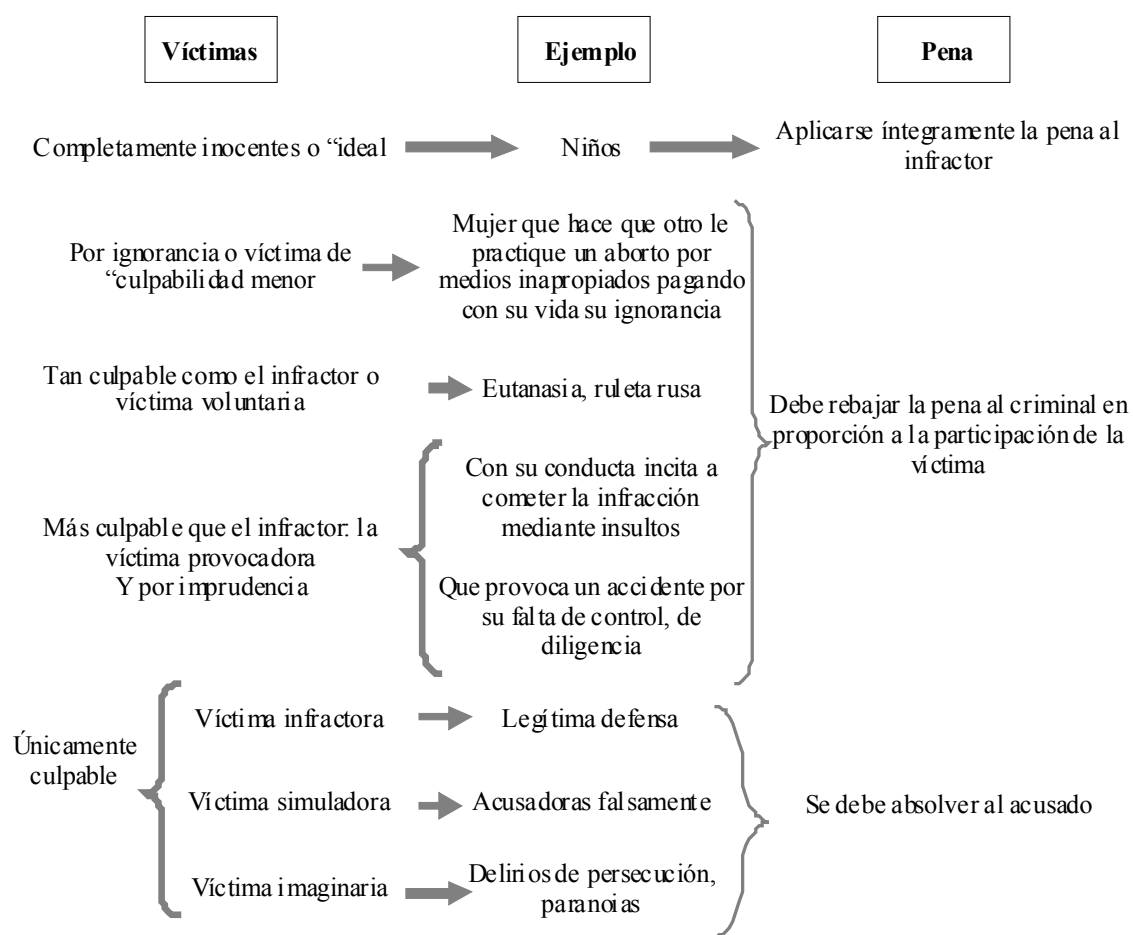 Víctimas
Ejemplo
Pena
Completamente inocentes o “ideal
Niños
Aplicarse íntegramente la pena al
infractor
Por ignorancia o víctima de
“culpabilidad menor
Mujer que hace que otro le
practique un aborto por
medios inapropiados pagando
con su vida su ignorancia
Tan culpable como el infractor o
víctima voluntaria
Eutanasia, ruleta rusa
Debe rebajar la pena al criminal en
proporción a la participación de la
víctima
Más culpable que el infractor: la
víctima provocadora
Y por imprudencia
Con su conducta incita a
cometer la infracción
mediante insultos
Que provoca un accidente por
su falta de control, de
diligencia
Únicamente
culpable
Víctima infractora
Legítima defensa
Víctima simuladora
Acusadoras falsamente
Víctima imaginaria
Delirios de persecución,
paranoias
Se debe absolver al acusado